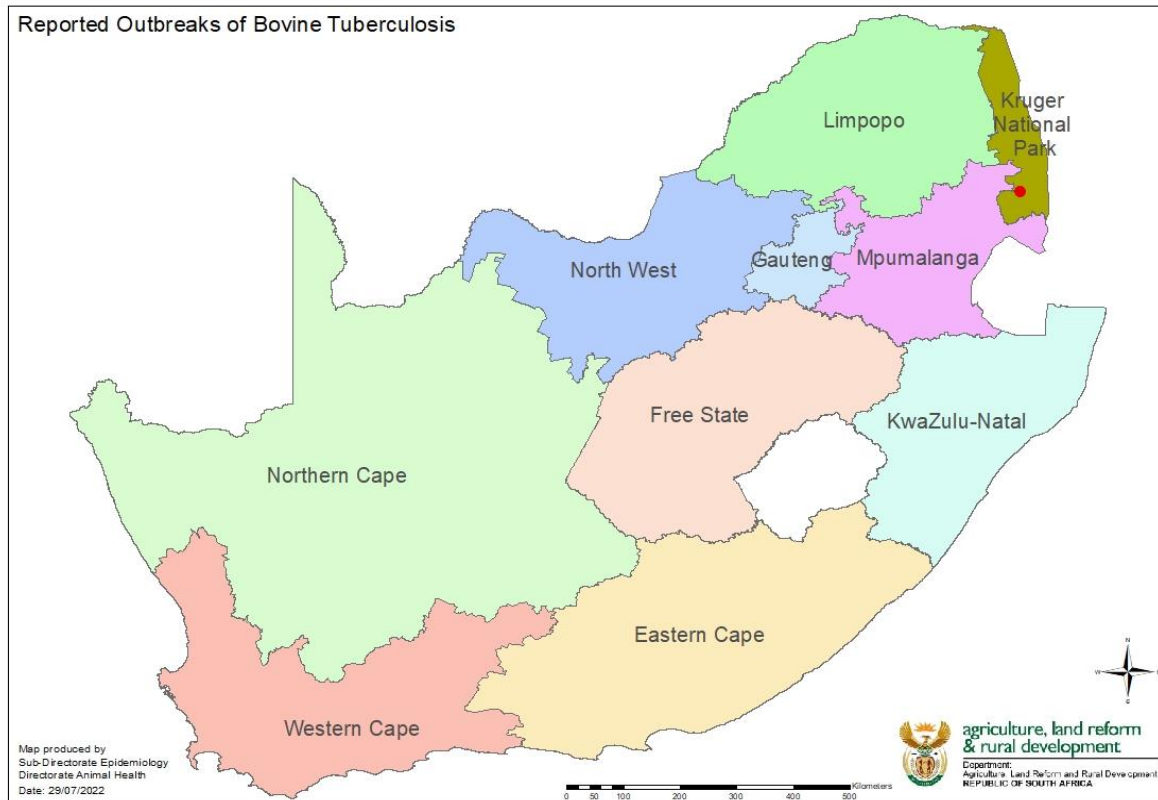 Reported Outbreaks of Bovine Tuberculosis
Limpopo
Kruger
National
Park
North West
Gauteng
Mpumalanga
Free State
KwaZulu-Natal
Northern Cape
Eastern Cape
Western Cape
N
Map produced by
Sub-Directorate Epidemiology
Directorate Animal Health
Date: 29/07/2022
Kilometers
0 50 100 200 300 400 500
agriculture, land reform
& rural development
Department:
Agriculture, Land Reform and Rural Development
REPUBLIC OF SOUTH AFRICA